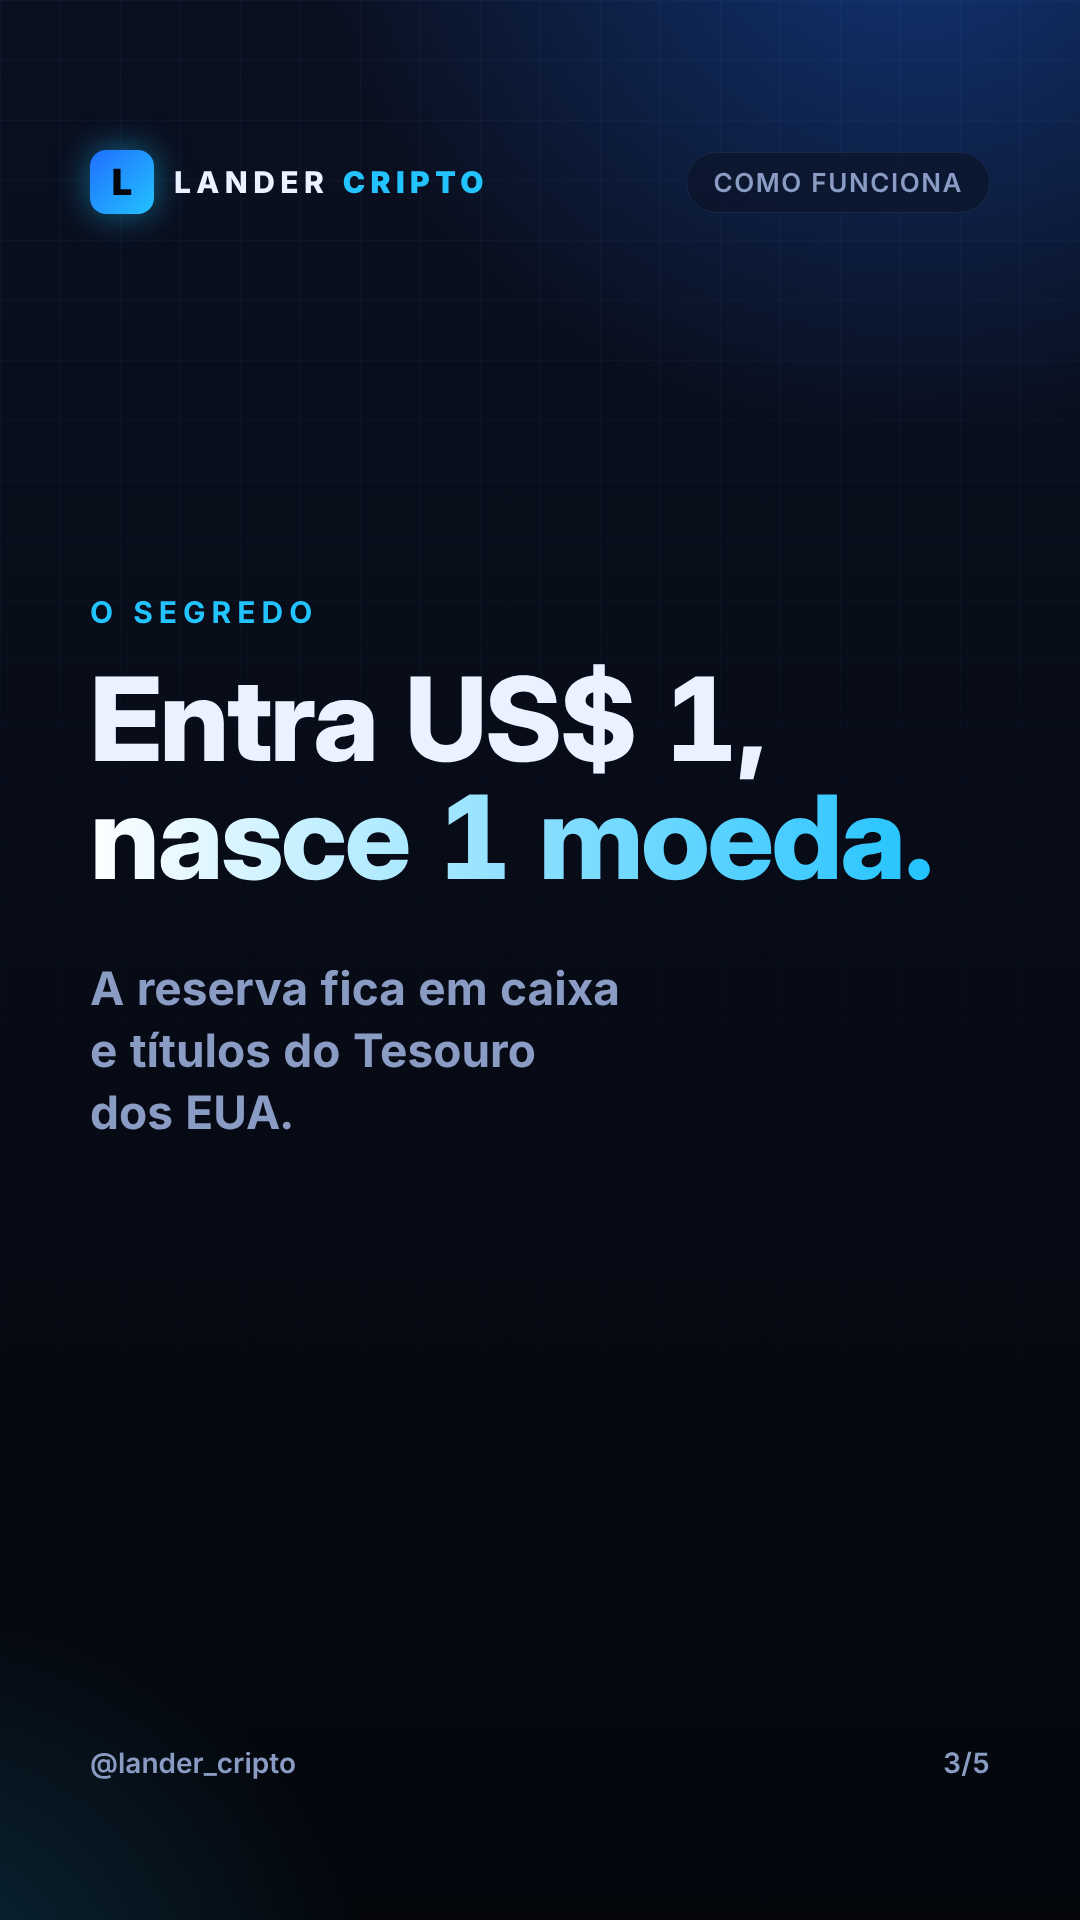 L LANDER CRIPTO
COMO FUNCIONA
O SEGREDO
Entra US$ 1,
nasce 1 moeda.
A reserva fica em caixa
e títulos do Tesouro
dos EUA.
@lander_cripto
3/5